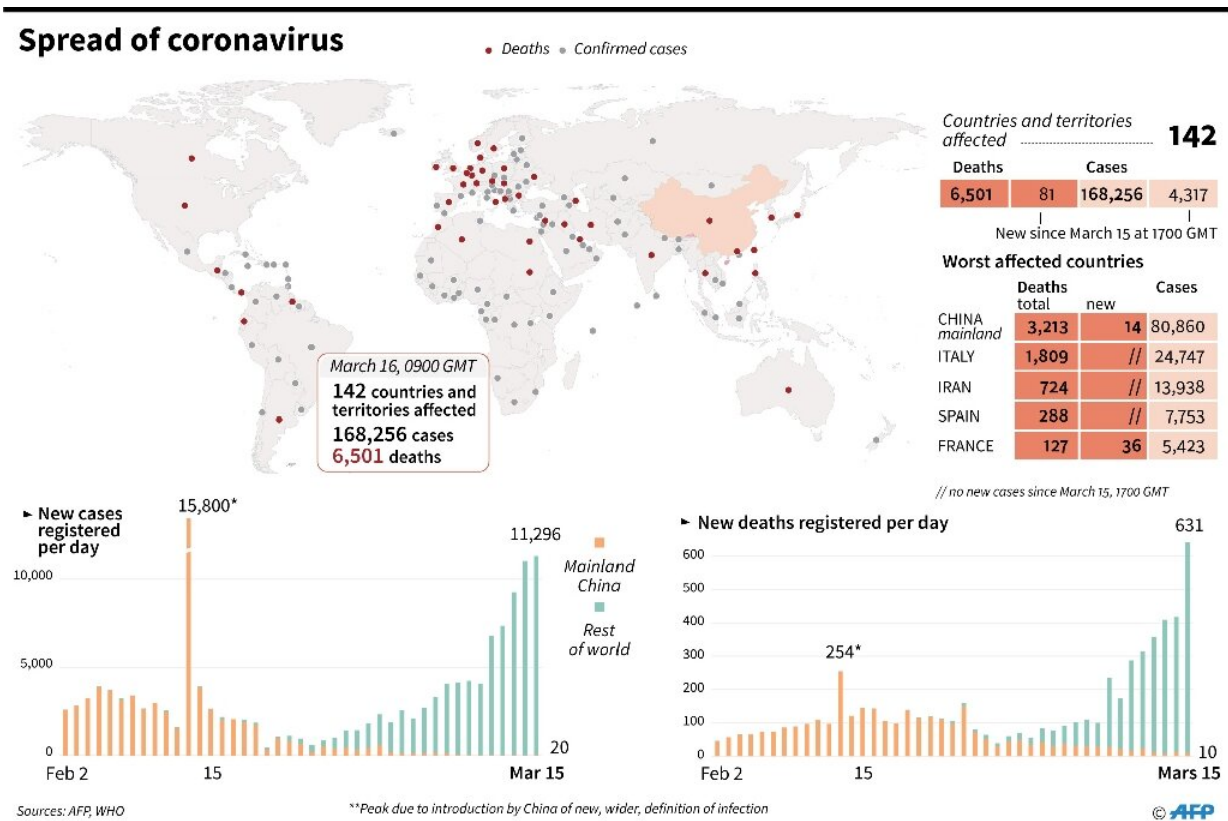 Spread of coronavirus
Deaths
Confirmed cases
Countries and territories
affected
142
Deaths
Cases
6,501
81
168,256
4,317
New since March 15 at 1700 GMT
Worst affected countries
Deaths
Cases
total
new
CHINA
mainland
3,213
14
80,860
ITALY
1,809
//
24,747
IRAN
724
//
13,938
SPAIN
288
//
7,753
FRANCE
127
36
5,423
// no new cases since March 15, 1700 GMT
March 16, 0900 GMT
142 countries and
territories affected
168,256 cases
6,501 deaths
New cases
registered
per day
15,800*
11,296
10,000
5,000
0
20
Feb 2
15
Mar 15
Mainland
China
Rest
of world
New deaths registered per day
631
600
500
400
300
254*
200
100
0
10
Feb 2
15
Mars 15
Sources: AFP, WHO
**Peak due to introduction by China of new, wider, definition of infection
© AFP